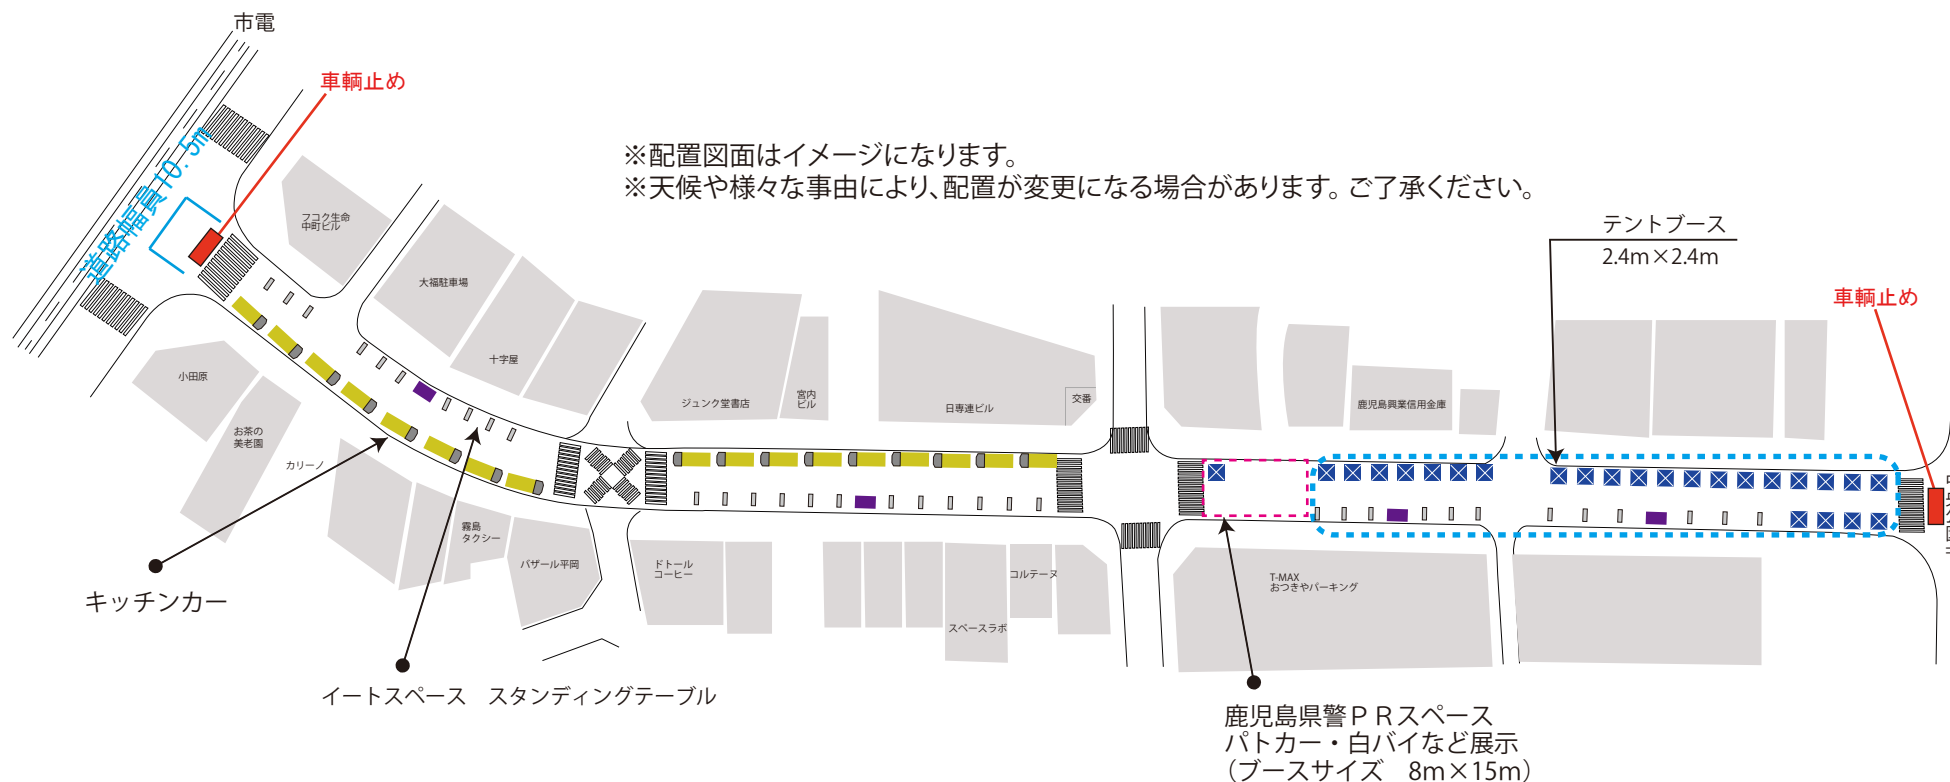 市電
車輌止め
道路幅員10.5m
※配置図面はイメージになります。
※天候や様々な事由により、配置が変更になる場合があります。ご了承ください。
テントブース
2.4m×2.4m
車輌止め
フコク生命
中町ビル
大福駐車場
十字屋
小田原
お茶の
美老園
カリーノ
ジュンク堂書店
宮内
ビル
日専連ビル
交番
鹿児島興業信用金庫
霧島
タクシー
バザール平岡
ドトール
コーヒー
コルテーヌ
スペースラボ
T-MAX
おつきやパーキング
キッチンカー
イートスペース　スタンディングテーブル
鹿児島県警ＰＲスペース
パトカー・白バイなど展示
（ブースサイズ　8m×15m）